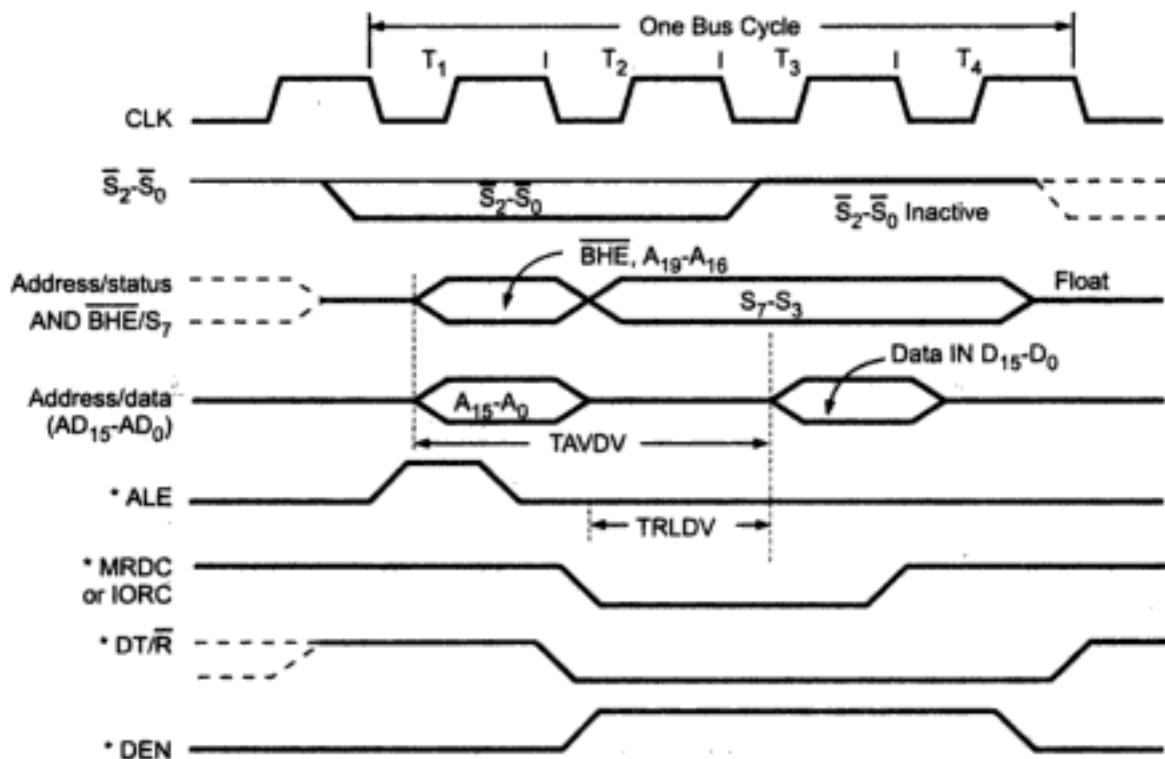 One Bus Cycle
T₁ T₂ T₃ T₄
CLK
S̅₂-S̅₀
S̅₂-S̅₀
S̅₂-S̅₀ Inactive
B̅H̅E̅, A₁₉-A₁₆
Address/status
AND B̅H̅E̅/S₇
S₇-S₃
Float
Data IN D₁₅-D₀
Address/data
(AD₁₅-AD₀)
A₁₅-A₀
TAVDV
* ALE
TRLDV
* MRDC
or IORC
* DT/R̅
* DEN